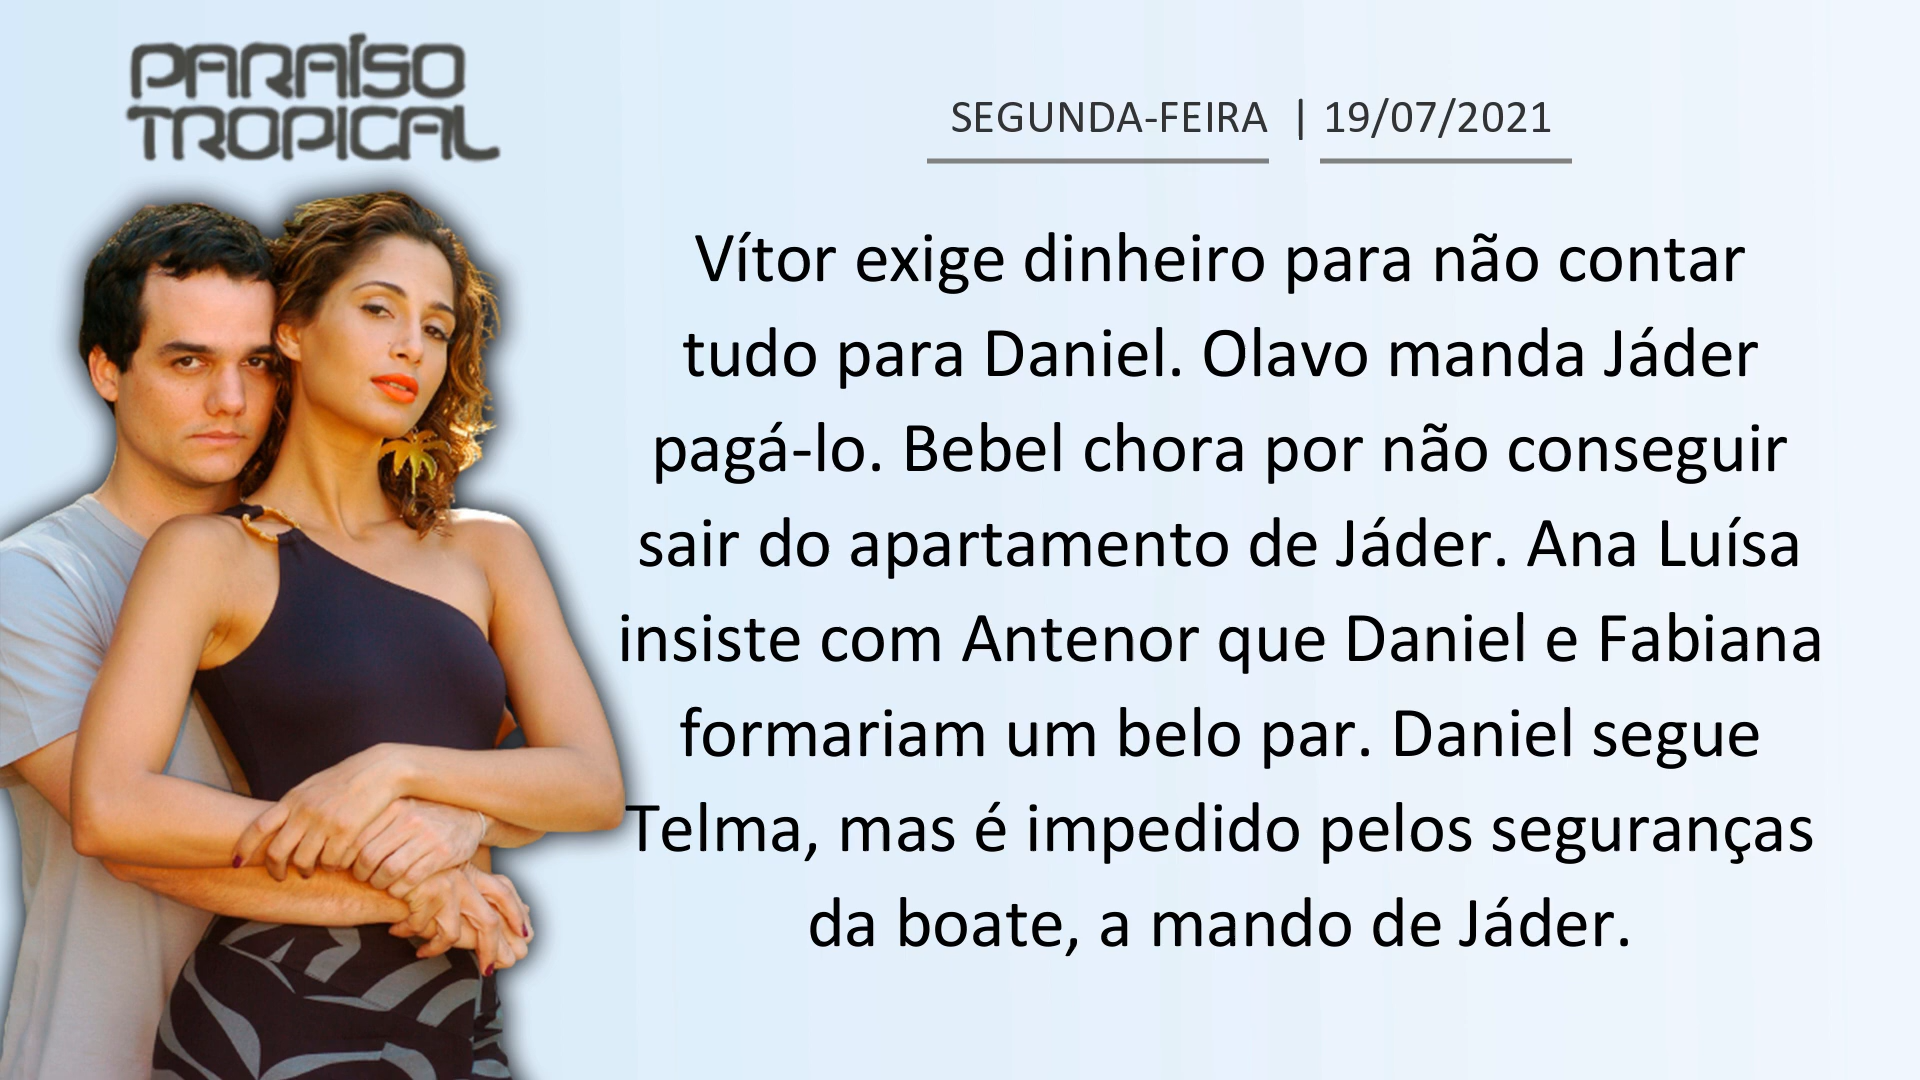 PARAÍSO
TROPICAL
SEGUNDA-FEIRA | 19/07/2021
Vítor exige dinheiro para não contar
tudo para Daniel. Olavo manda Jáder
pagá-lo. Bebel chora por não conseguir
sair do apartamento de Jáder. Ana Luísa
insiste com Antenor que Daniel e Fabiana
formariam um belo par. Daniel segue
Telma, mas é impedido pelos seguranças
da boate, a mando de Jáder.